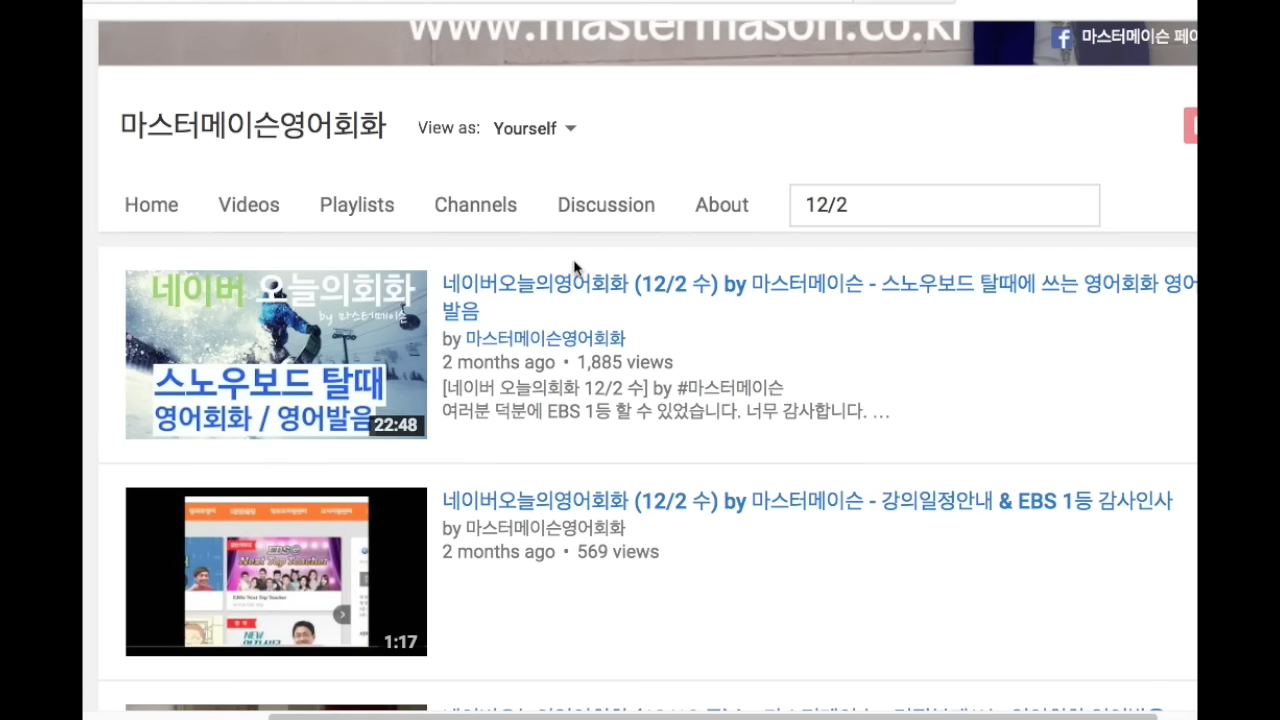 www.mastermason.co.kr
마스터메이슨 페이
마스터메이슨영어회화
View as: Yourself
Home Videos Playlists Channels Discussion About 12/2
네이버 오늘의회화
by 마스터메이슨
스노우보드 탈때
영어회화 / 영어발음
22:48
네이버오늘의영어회화 (12/2 수) by 마스터메이슨 - 스노우보드 탈때에 쓰는 영어회화 영어
발음
by 마스터메이슨영어회화
2 months ago • 1,885 views
[네이버 오늘의회화 12/2 수] by #마스터메이슨
여러분 덕분에 EBS 1등 할 수 있었습니다. 너무 감사합니다. ...
Next Top Teacher
NEW
1:17
네이버오늘의영어회화 (12/2 수) by 마스터메이슨 - 강의일정안내 & EBS 1등 감사인사
by 마스터메이슨영어회화
2 months ago • 569 views